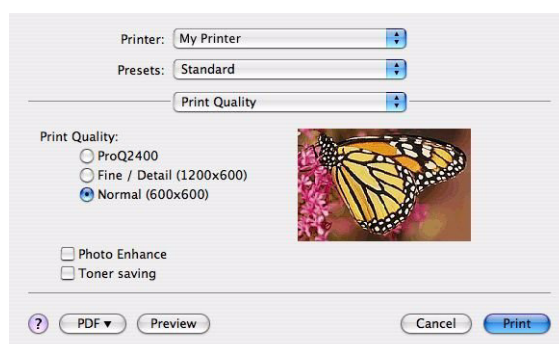 Printer: My Printer
Presets: Standard
Print Quality
Print Quality:
ProQ2400
Fine / Detail (1200x600)
Normal (600x600)
Photo Enhance
Toner saving
? PDF ▼ Preview Cancel Print